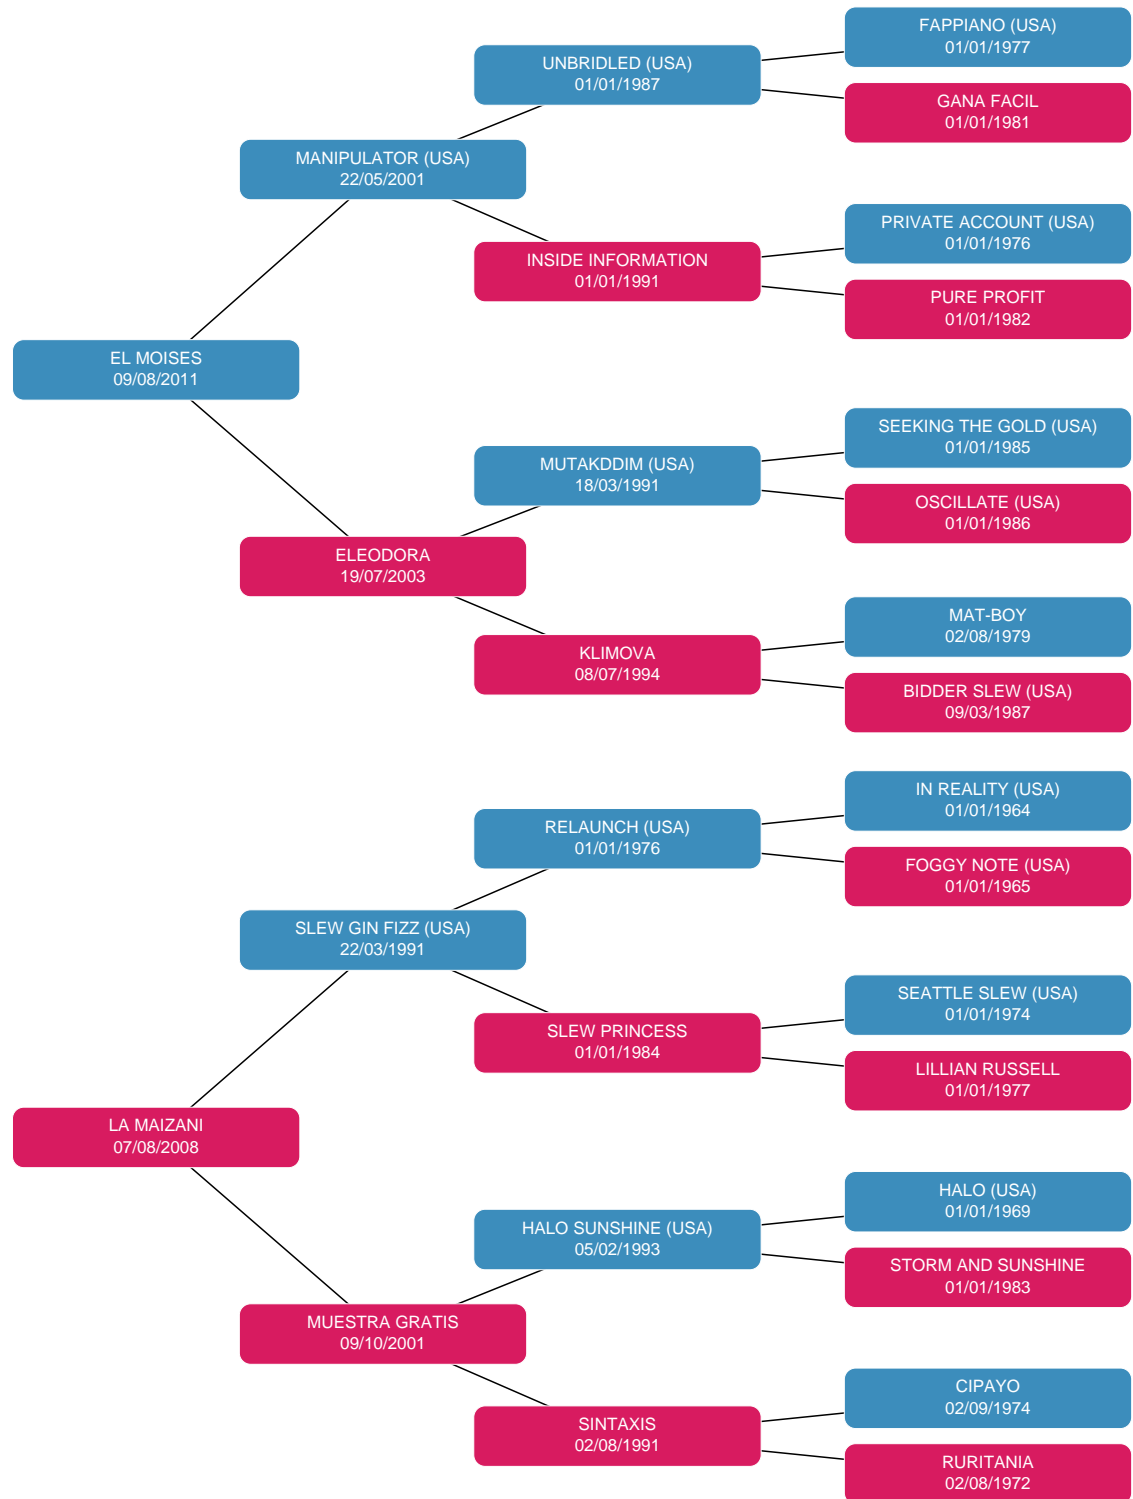 FAPPIANO (USA)
01/01/1977
UNBRIDLED (USA)
01/01/1987
GANA FACIL
01/01/1981
MANIPULATOR (USA)
22/05/2001
PRIVATE ACCOUNT (USA)
01/01/1976
INSIDE INFORMATION
01/01/1991
PURE PROFIT
01/01/1982
EL MOISES
09/08/2011
SEEKING THE GOLD (USA)
01/01/1985
MUTAKDDIM (USA)
18/03/1991
OSCILLATE (USA)
01/01/1986
ELEODORA
19/07/2003
MAT-BOY
02/08/1979
KLIMOVA
08/07/1994
BIDDER SLEW (USA)
09/03/1987
IN REALITY (USA)
01/01/1964
RELAUNCH (USA)
01/01/1976
FOGGY NOTE (USA)
01/01/1965
SLEW GIN FIZZ (USA)
22/03/1991
SEATTLE SLEW (USA)
01/01/1974
SLEW PRINCESS
01/01/1984
LILLIAN RUSSELL
01/01/1977
LA MAIZANI
07/08/2008
HALO (USA)
01/01/1969
HALO SUNSHINE (USA)
05/02/1993
STORM AND SUNSHINE
01/01/1983
MUESTRA GRATIS
09/10/2001
CIPAYO
02/09/1974
SINTAXIS
02/08/1991
RURITANIA
02/08/1972